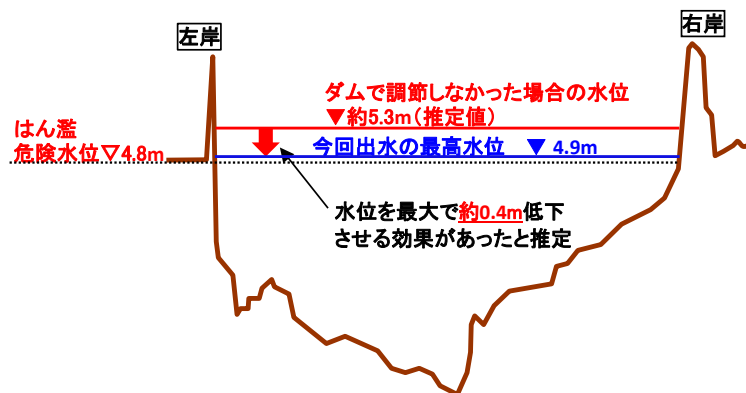 左岸
右岸
ダムで調節しなかった場合の水位
▼約5.3m(推定値)
はん濫
危険水位▽4.8m
今回出水の最高水位 ▼ 4.9m
水位を最大で約0.4m低下
させる効果があったと推定